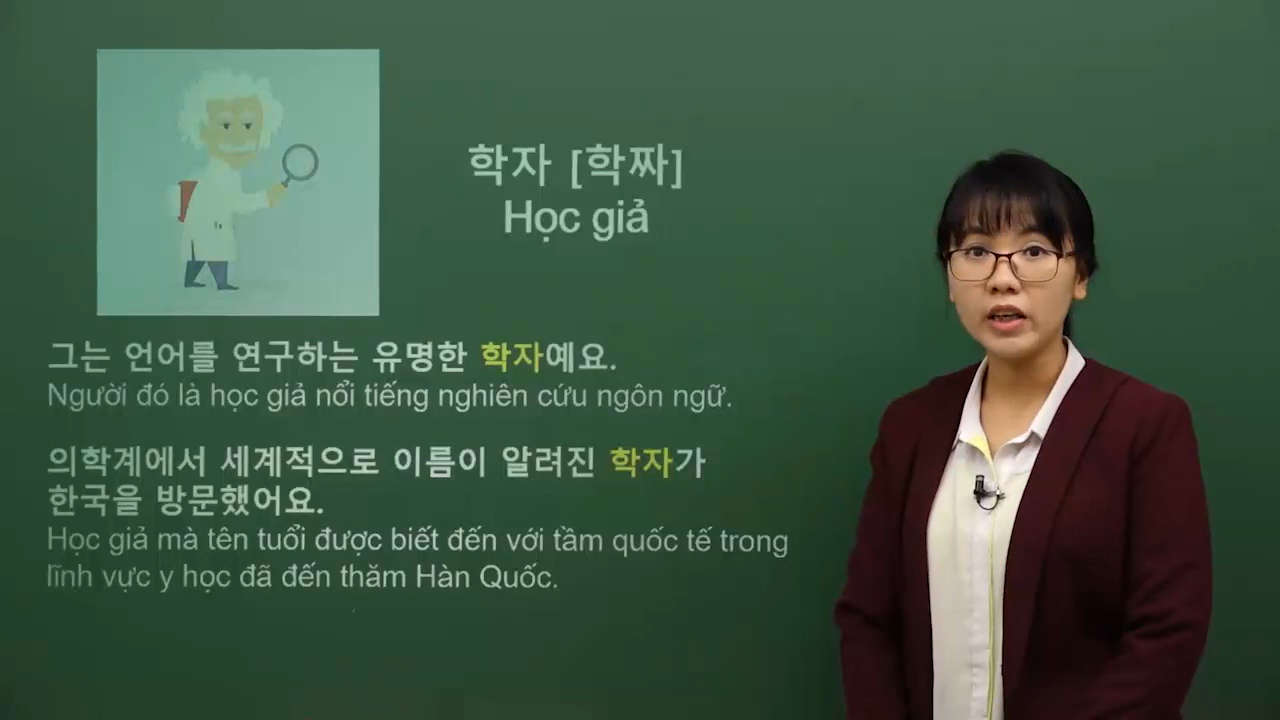 학자 [학짜]
Học giả
그는 언어를 연구하는 유명한 학자예요.
Người đó là học giả nổi tiếng nghiên cứu ngôn ngữ.
의학계에서 세계적으로 이름이 알려진 학자가
한국을 방문했어요.
Học giả mà tên tuổi được biết đến với tầm quốc tế trong
lĩnh vực y học đã đến thăm Hàn Quốc.